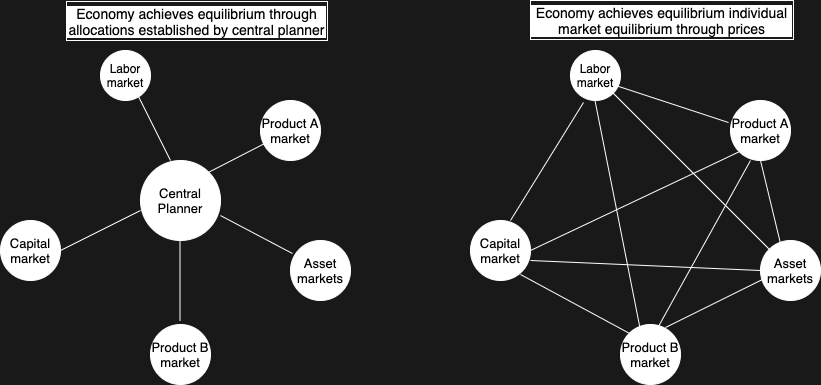 Economy achieves equilibrium through
allocations established by central planner
Labor
market
Product A
market
Central
Planner
Capital
market
Asset
markets
Product B
market
Economy achieves equilibrium individual
market equilibrium through prices
Labor
market
Product A
market
Capital
market
Asset
markets
Product B
market